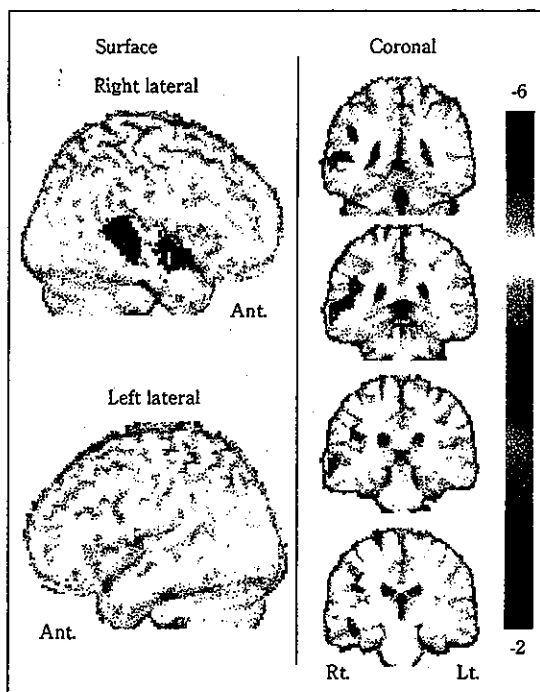 Surface
Right lateral
Ant.
Left lateral
Ant.
Coronal
-6
-2
Rt.
Lt.